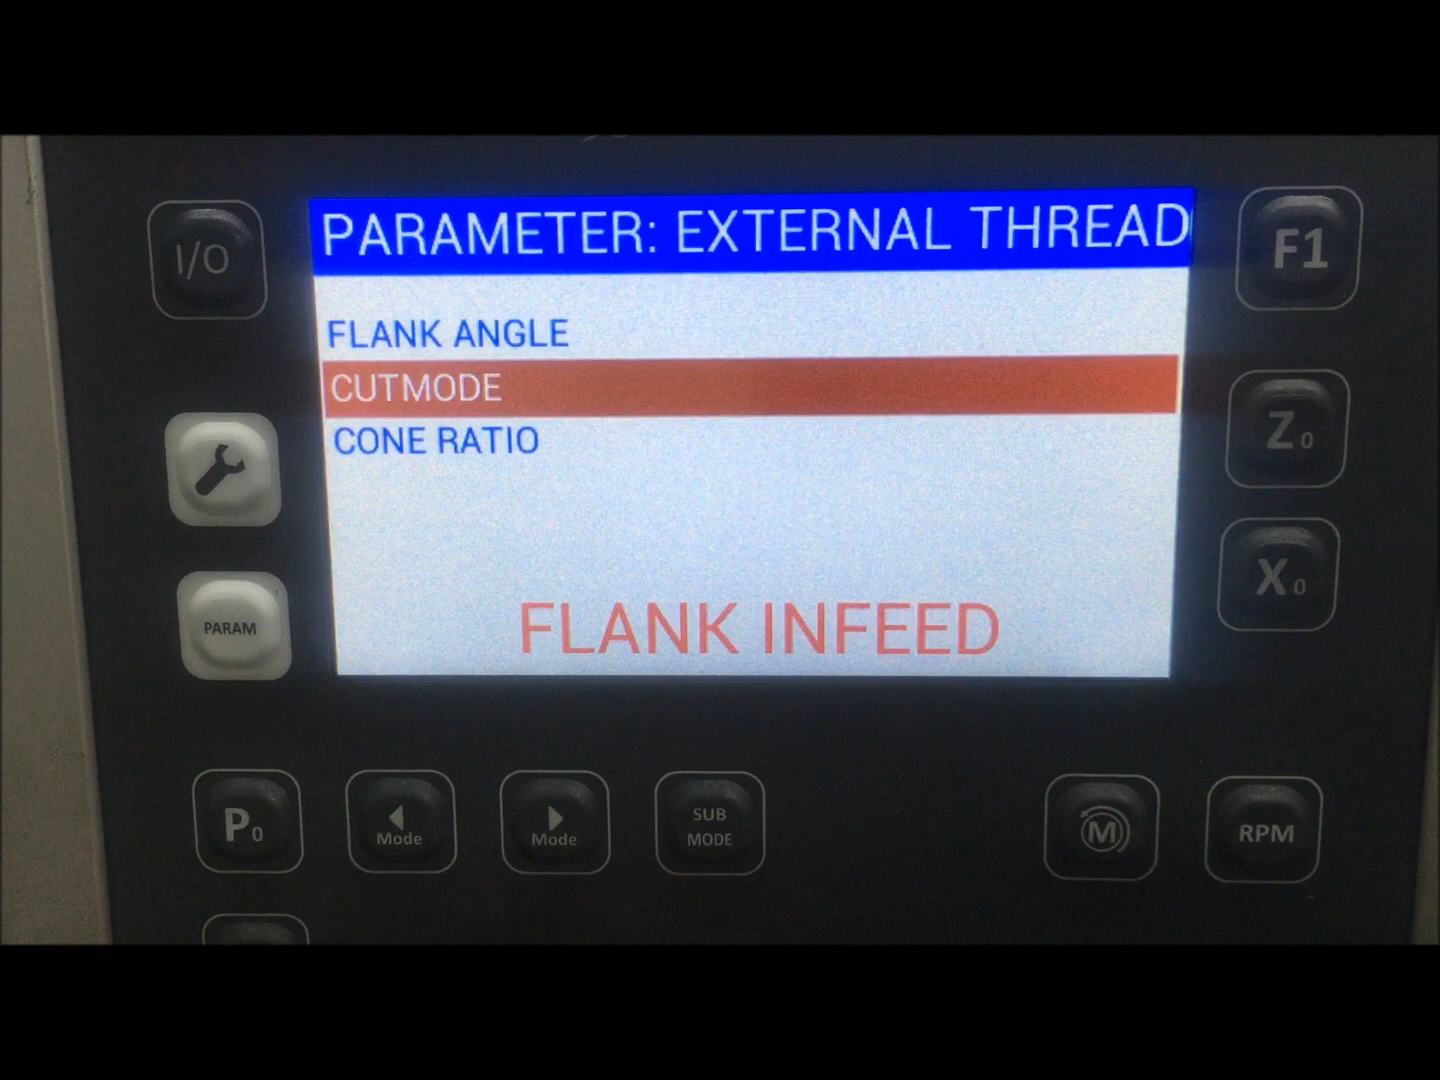 I/O
PARAMETER: EXTERNAL THREAD
F1
FLANK ANGLE
CUTMODE
CONE RATIO
Z0
X0
PARAM
FLANK INFEED
P0
Mode
Mode
SUB
MODE
M
RPM